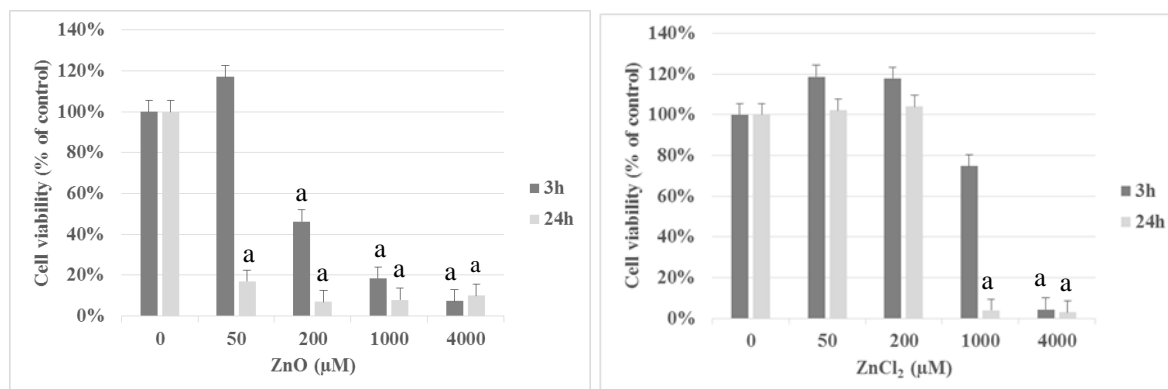 140%
120%
100%
80%
60%
40%
20%
0%
Cell viability (% of control)
a
a
a
a
a
a
a
0 50 200 1000 4000
ZnO (µM)
3h
24h
140%
120%
100%
80%
60%
40%
20%
0%
Cell viability (% of control)
a
a
a
0 50 200 1000 4000
ZnCl₂ (µM)
3h
24h